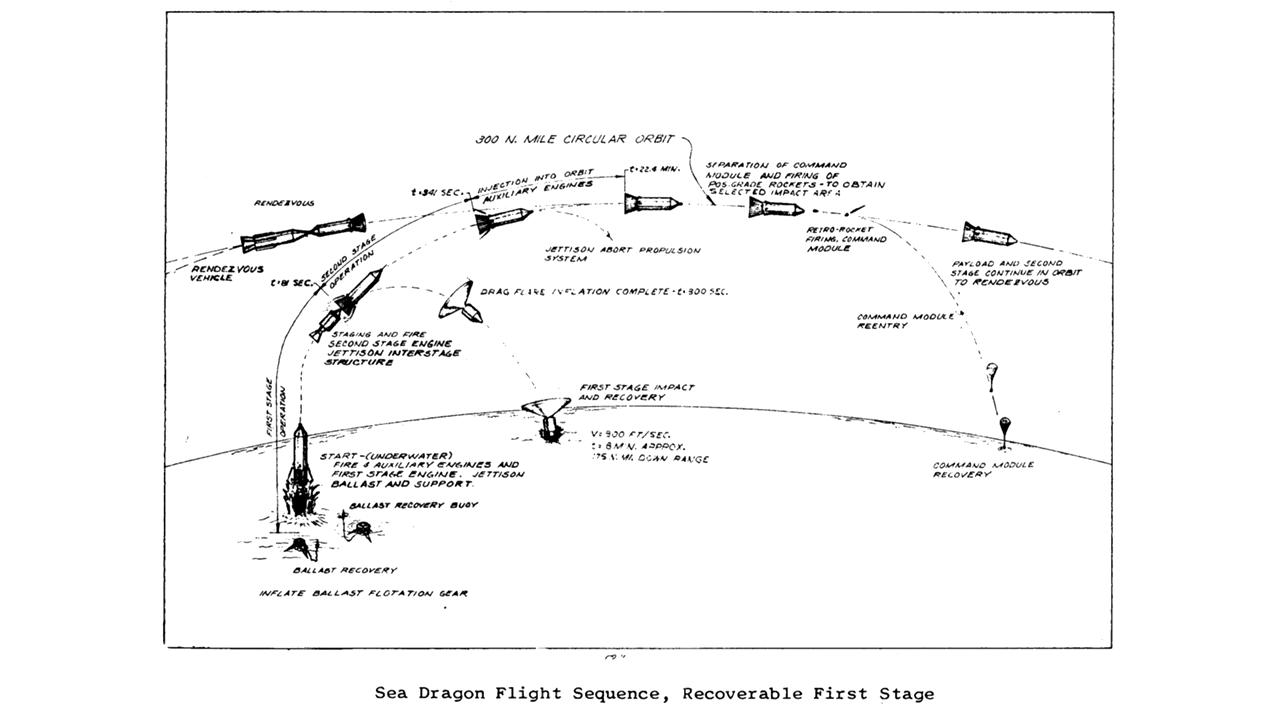 300 N. MILE CIRCULAR ORBIT
t=22.4 MIN.
SEPARATION OF COMMAND
MODULE AND FIRING OF
POS-GRADE ROCKETS - TO OBTAIN
SELECTED IMPACT AREA
INJECTION INTO ORBIT
AUXILIARY ENGINES
t=341 SEC.
RENDEZVOUS
RENDEZVOUS
VEHICLE
SECOND STAGE
OPERATION
t=81 SEC.
JETTISON ABORT PROPULSION
SYSTEM
RETRO-ROCKET
FIRING, COMMAND
MODULE
PAYLOAD AND SECOND
STAGE CONTINUE IN ORBIT
TO RENDEZVOUS
DRAG FLARE INFLATION COMPLETE - t=300 SEC.
COMMAND MODULE
REENTRY
STAGING AND FIRE
SECOND STAGE ENGINE
JETTISON INTERSTAGE
STRUCTURE
FIRST STAGE
OPERATION
FIRST STAGE IMPACT
AND RECOVERY
V= 300 FT/SEC.
t= 8 MIN. APPROX.
175 N. MI. DOWN RANGE
START-(UNDERWATER)
FIRE 4 AUXILIARY ENGINES AND
FIRST STAGE ENGINE. JETTISON
BALLAST AND SUPPORT.
COMMAND MODULE
RECOVERY
BALLAST RECOVERY BUOY
BALLAST RECOVERY
INFLATE BALLAST FLOTATION GEAR
Sea Dragon Flight Sequence, Recoverable First Stage